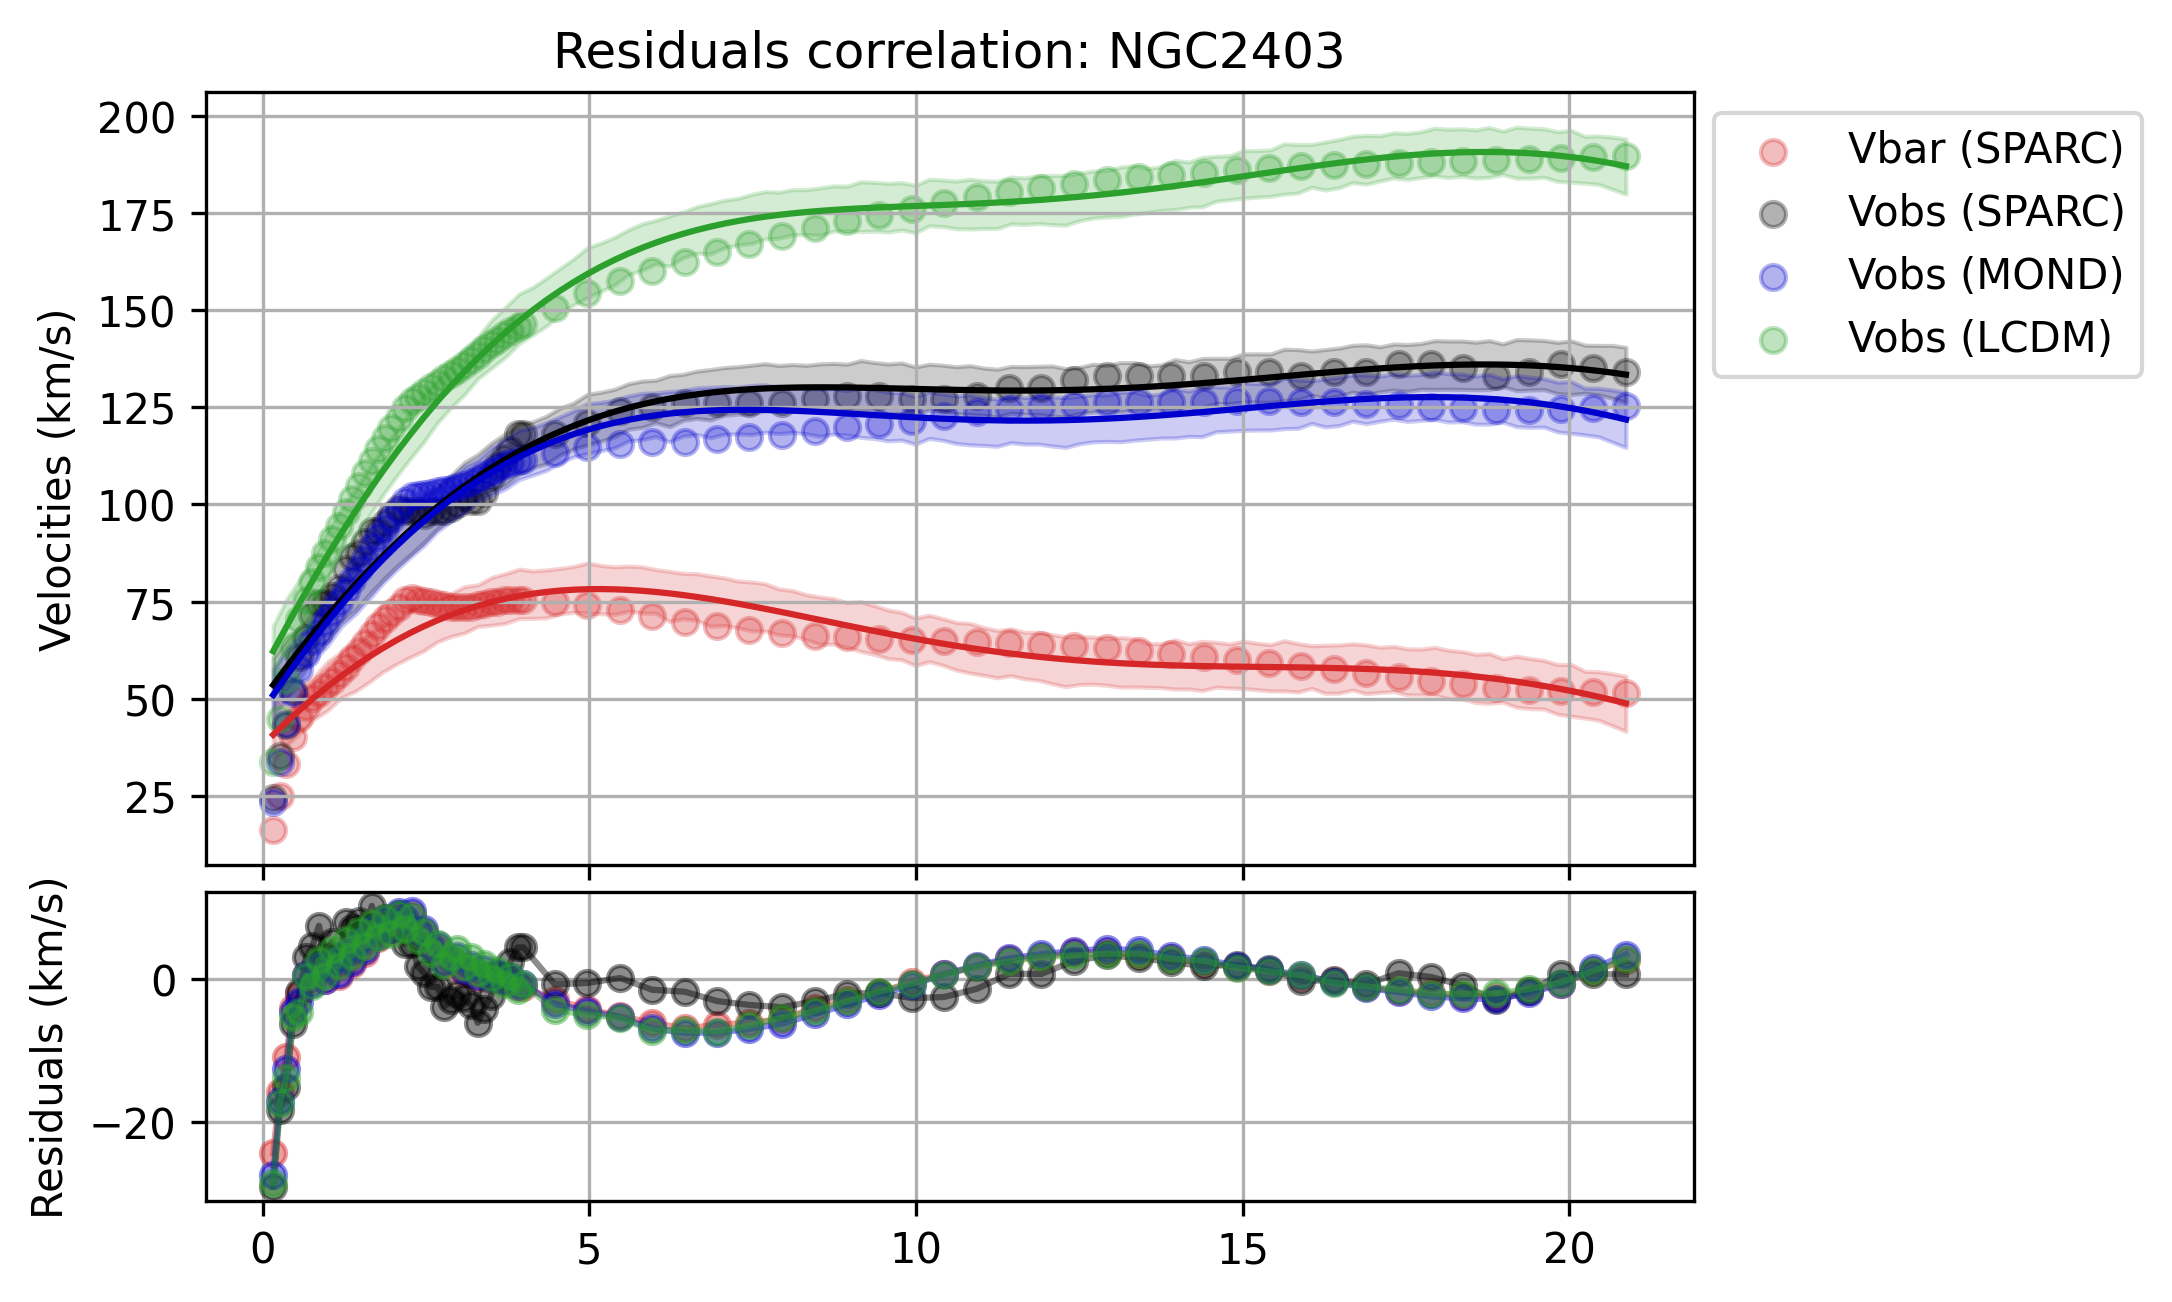 Residuals correlation: NGC2403
200
175
150
125
100
75
50
25
Velocities (km/s)
Vbar (SPARC)
Vobs (SPARC)
Vobs (MOND)
Vobs (LCDM)
0
−20
Residuals (km/s)
0
5
10
15
20